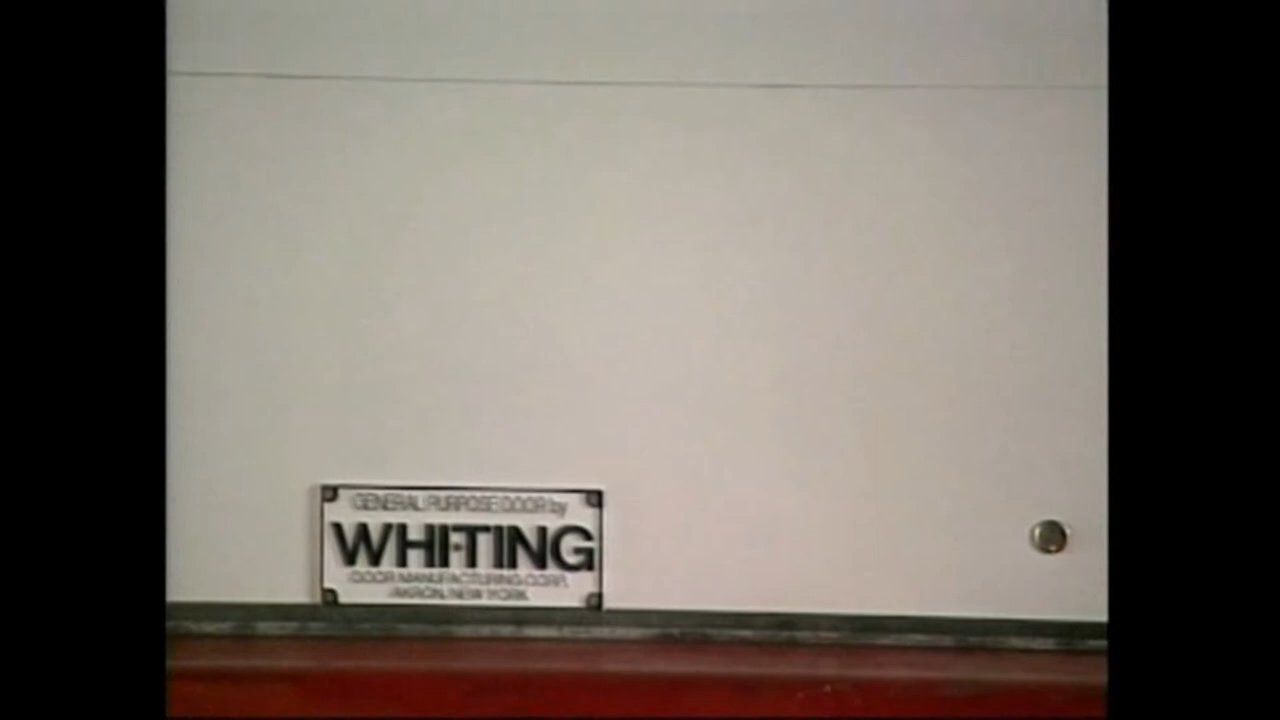 GENERAL PURPOSE DOOR by
WHITING
DOOR MANUFACTURING CORP.
AKRON, NEW YORK